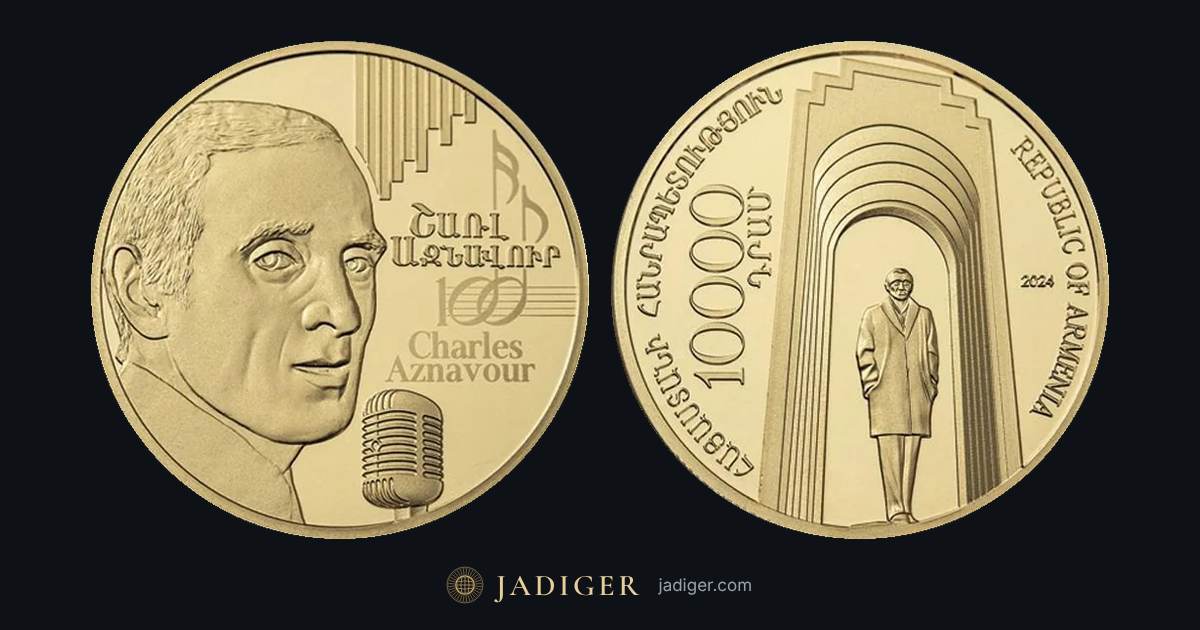 ՇԱՌԼ
ԱԶՆԱՎՈՒՐ
100
Charles
Aznavour
ՀԱՅԱՍՏԱՆԻ ՀԱՆՐԱՊԵՏՈՒԹՅՈՒՆ
10000
ԴՐԱՄ
REPUBLIC OF ARMENIA
2024
JADIGER jadiger.com